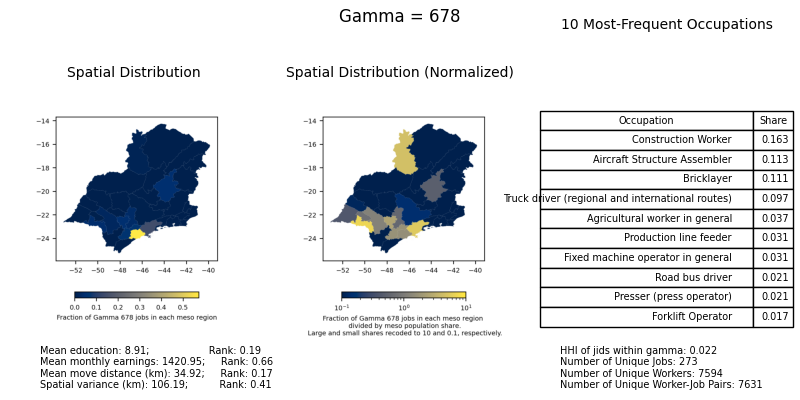 Gamma = 678
10 Most-Frequent Occupations
Spatial Distribution
Spatial Distribution (Normalized)
−14
−16
−18
−20
−22
−24
−52 −50 −48 −46 −44 −42 −40
0.0 0.1 0.2 0.3 0.4 0.5
Fraction of Gamma 678 jobs in each meso region
−14
−16
−18
−20
−22
−24
−52 −50 −48 −46 −44 −42 −40
10⁻¹ 10⁰ 10¹
Fraction of Gamma 678 jobs in each meso region
divided by meso population share.
Large and small shares recoded to 10 and 0.1, respectively.
Occupation Share
Construction Worker 0.163
Aircraft Structure Assembler 0.113
Bricklayer 0.111
Truck driver (regional and international routes) 0.097
Agricultural worker in general 0.037
Production line feeder 0.031
Fixed machine operator in general 0.031
Road bus driver 0.021
Presser (press operator) 0.021
Forklift Operator 0.017
Mean education: 8.91; Rank: 0.19
Mean monthly earnings: 1420.95; Rank: 0.66
Mean move distance (km): 34.92; Rank: 0.17
Spatial variance (km): 106.19; Rank: 0.41
HHI of jids within gamma: 0.022
Number of Unique Jobs: 273
Number of Unique Workers: 7594
Number of Unique Worker-Job Pairs: 7631